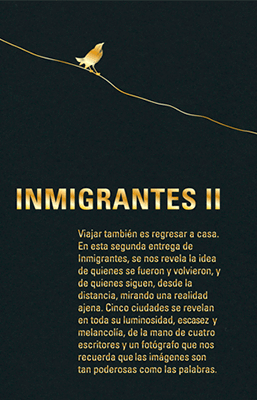 INMIGRANTES II
Viajar también es regresar a casa.
En esta segunda entrega de
Inmigrantes, se nos revela la idea
de quienes se fueron y volvieron, y
de quienes siguen, desde la
distancia, mirando una realidad
ajena. Cinco ciudades se revelan
en toda su luminosidad, escasez y
melancolía, de la mano de cuatro
escritores y un fotógrafo que nos
recuerda que las imágenes son
tan poderosas como las palabras.